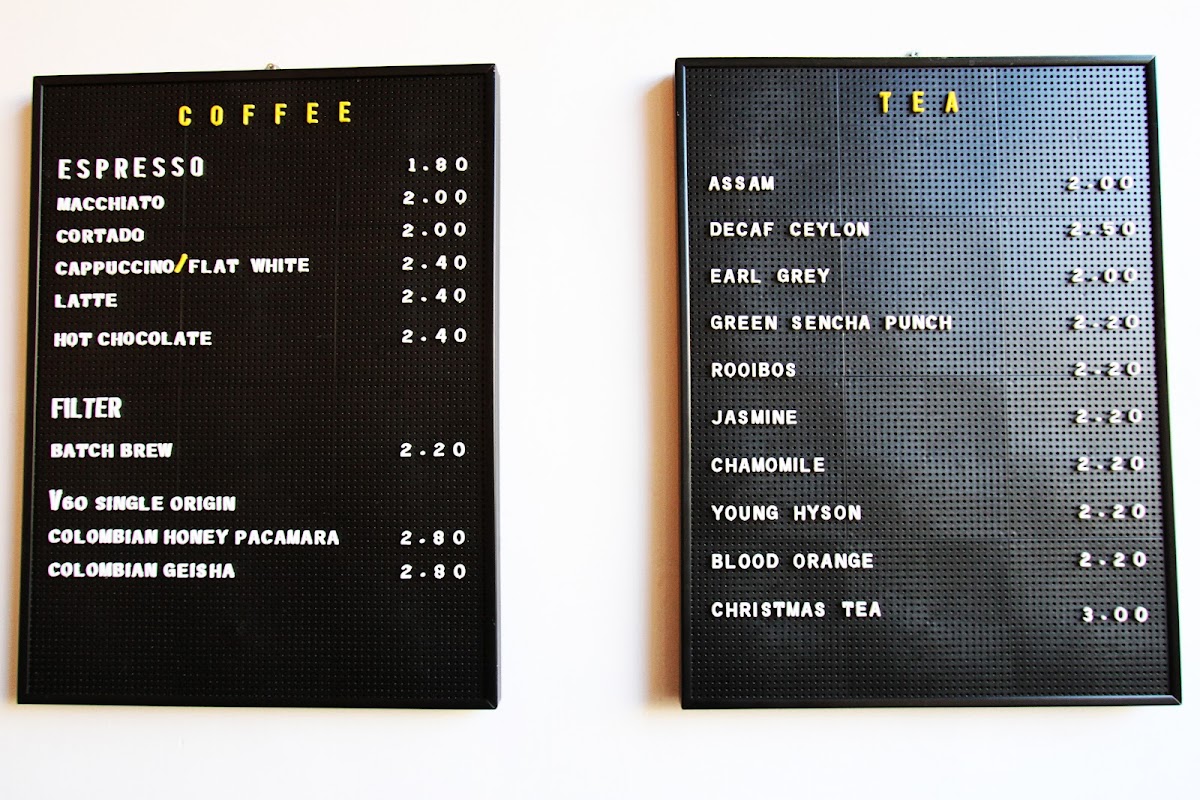 COFFEE
ESPRESSO 1.80
MACCHIATO 2.00
CORTADO 2.00
CAPPUCCINO/FLAT WHITE 2.40
LATTE 2.40
HOT CHOCOLATE 2.40
FILTER
BATCH BREW 2.20
V60 SINGLE ORIGIN
COLOMBIAN HONEY PACAMARA 2.80
COLOMBIAN GEISHA 2.80
TEA
ASSAM 2.00
DECAF CEYLON 2.50
EARL GREY 2.00
GREEN SENCHA PUNCH 2.20
ROOIBOS 2.20
JASMINE 2.20
CHAMOMILE 2.20
YOUNG HYSON 2.20
BLOOD ORANGE 2.20
CHRISTMAS TEA 3.00